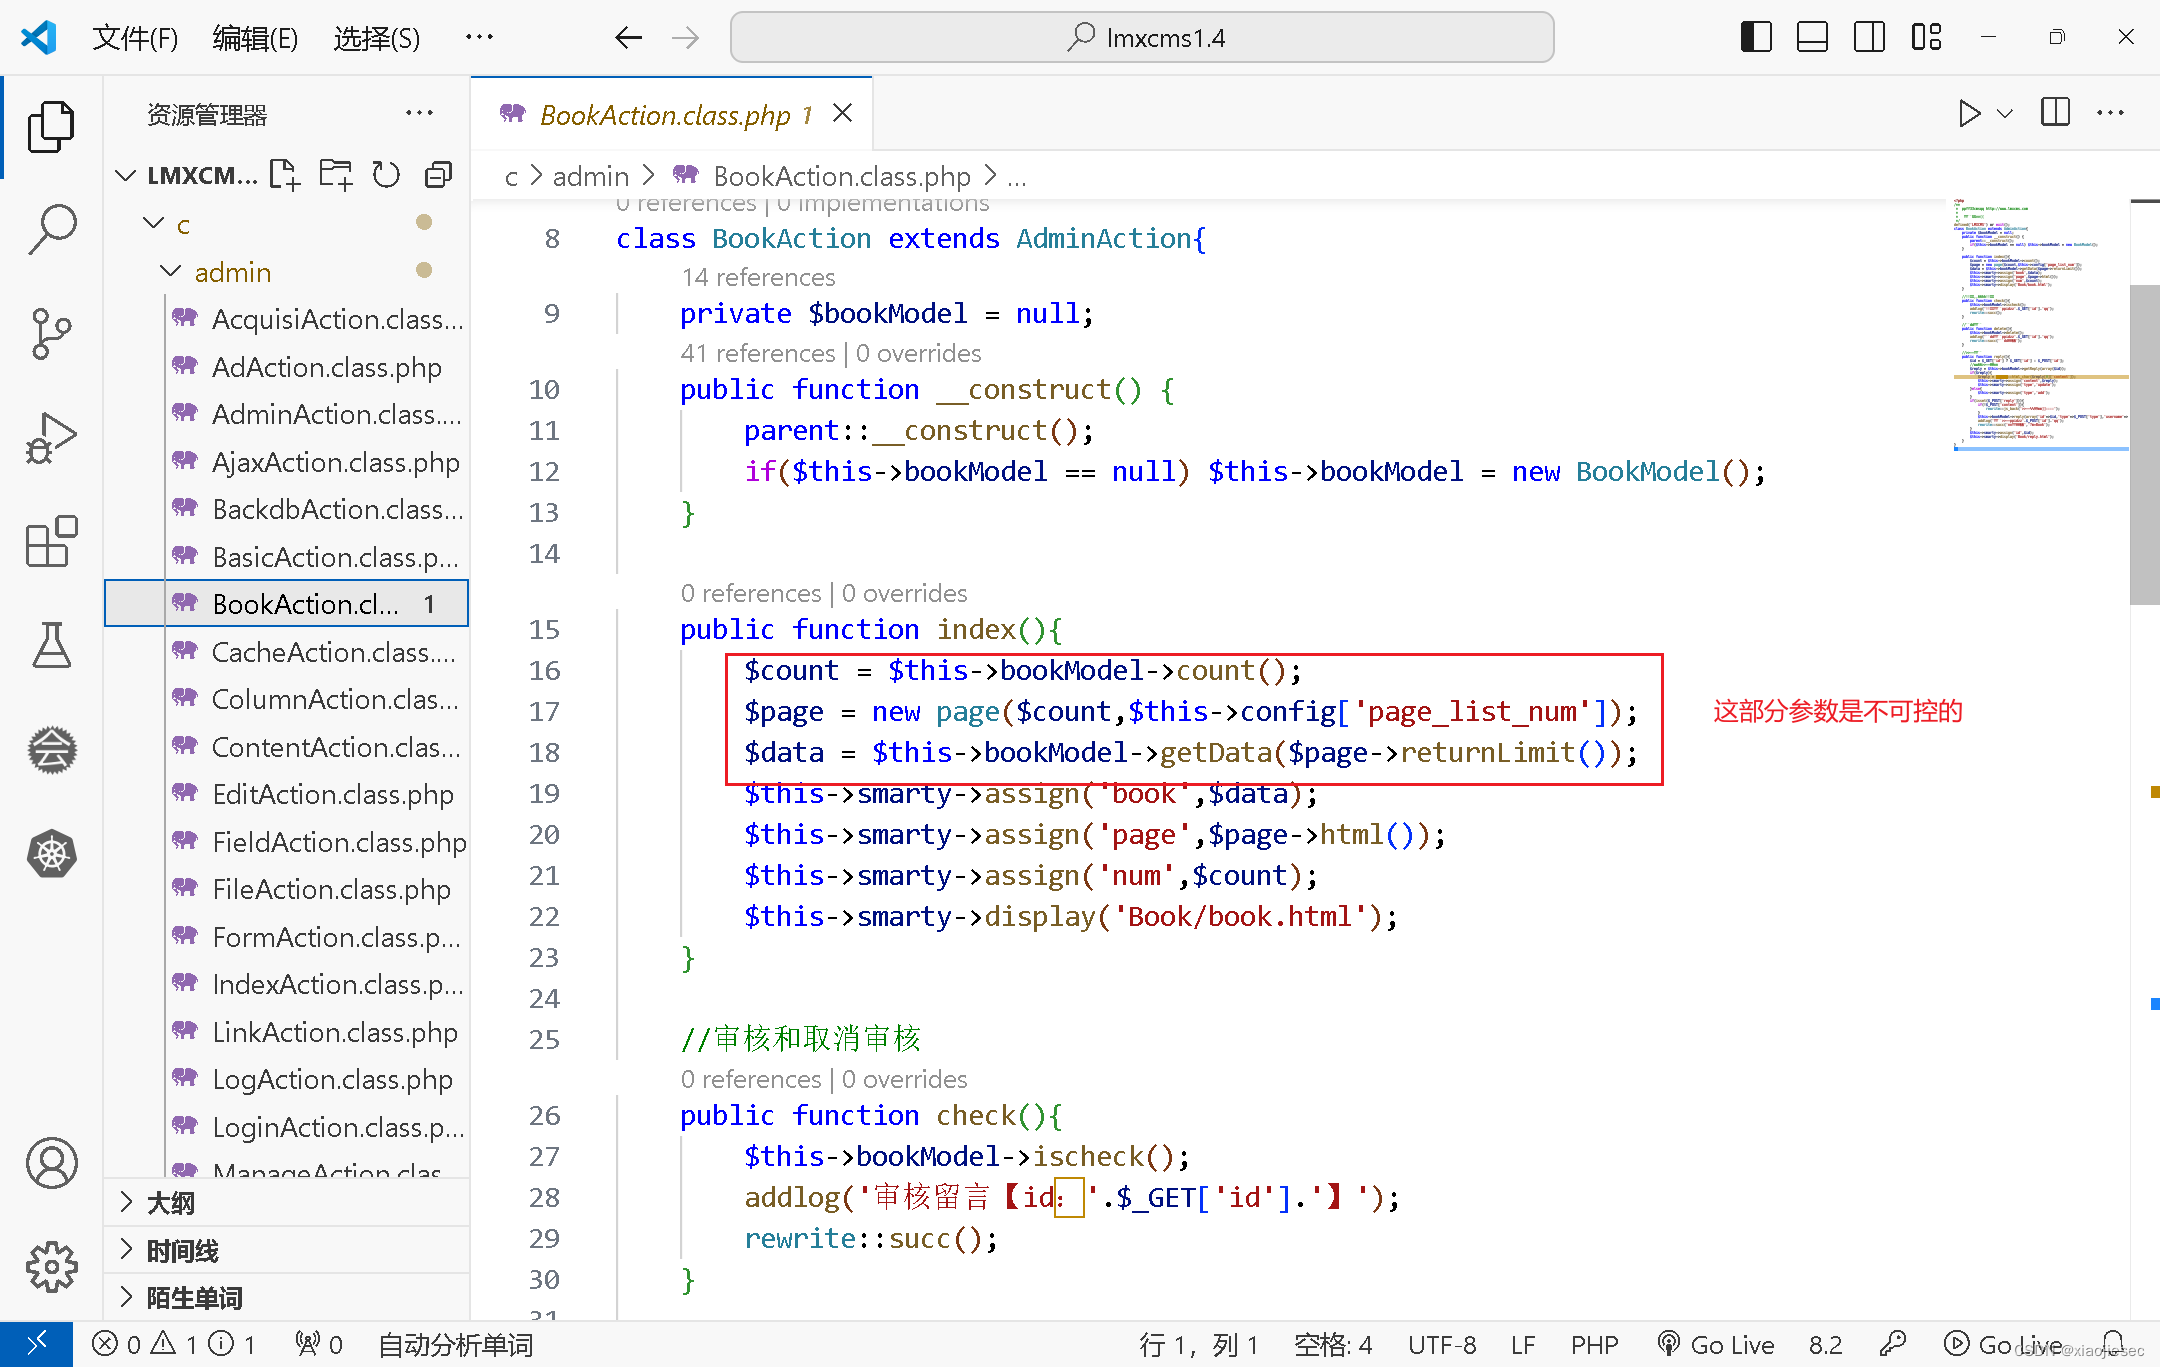 文件(F) 编辑(E) 选择(S) ··· lmxcms1.4
资源管理器 ···
LMXCM...
c
admin
AcquisiAction.class...
AdAction.class.php
AdminAction.class....
AjaxAction.class.php
BackdbAction.class...
BasicAction.class.p...
BookAction.cl... 1
CacheAction.class....
ColumnAction.clas...
ContentAction.clas...
EditAction.class.php
FieldAction.class.php
FileAction.class.php
FormAction.class.p...
IndexAction.class.p...
LinkAction.class.php
LogAction.class.php
LoginAction.class.p...
ManageAction.clas
大纲
时间线
陌生单词
BookAction.class.php 1
c > admin > BookAction.class.php > ...
0 references | 0 implementations
8 class BookAction extends AdminAction{
14 references
9 private $bookModel = null;
41 references | 0 overrides
10 public function __construct() {
11 parent::__construct();
12 if($this->bookModel == null) $this->bookModel = new BookModel();
13 }
14
0 references | 0 overrides
15 public function index(){
16 $count = $this->bookModel->count();
17 $page = new page($count,$this->config['page_list_num']);
18 $data = $this->bookModel->getData($page->returnLimit());
这部分参数是不可控的
19 $this->smarty->assign('book',$data);
20 $this->smarty->assign('page',$page->html());
21 $this->smarty->assign('num',$count);
22 $this->smarty->display('Book/book.html');
23 }
24
25 //审核和取消审核
0 references | 0 overrides
26 public function check(){
27 $this->bookModel->ischeck();
28 addlog('审核留言【id：'.$_GET['id'].'】');
29 rewrite::succ();
30 }
31
0 1 1 0 自动分析单词 行 1，列 1 空格: 4 UTF-8 LF PHP Go Live 8.2 Go Live
CSDN @xiaojiesec